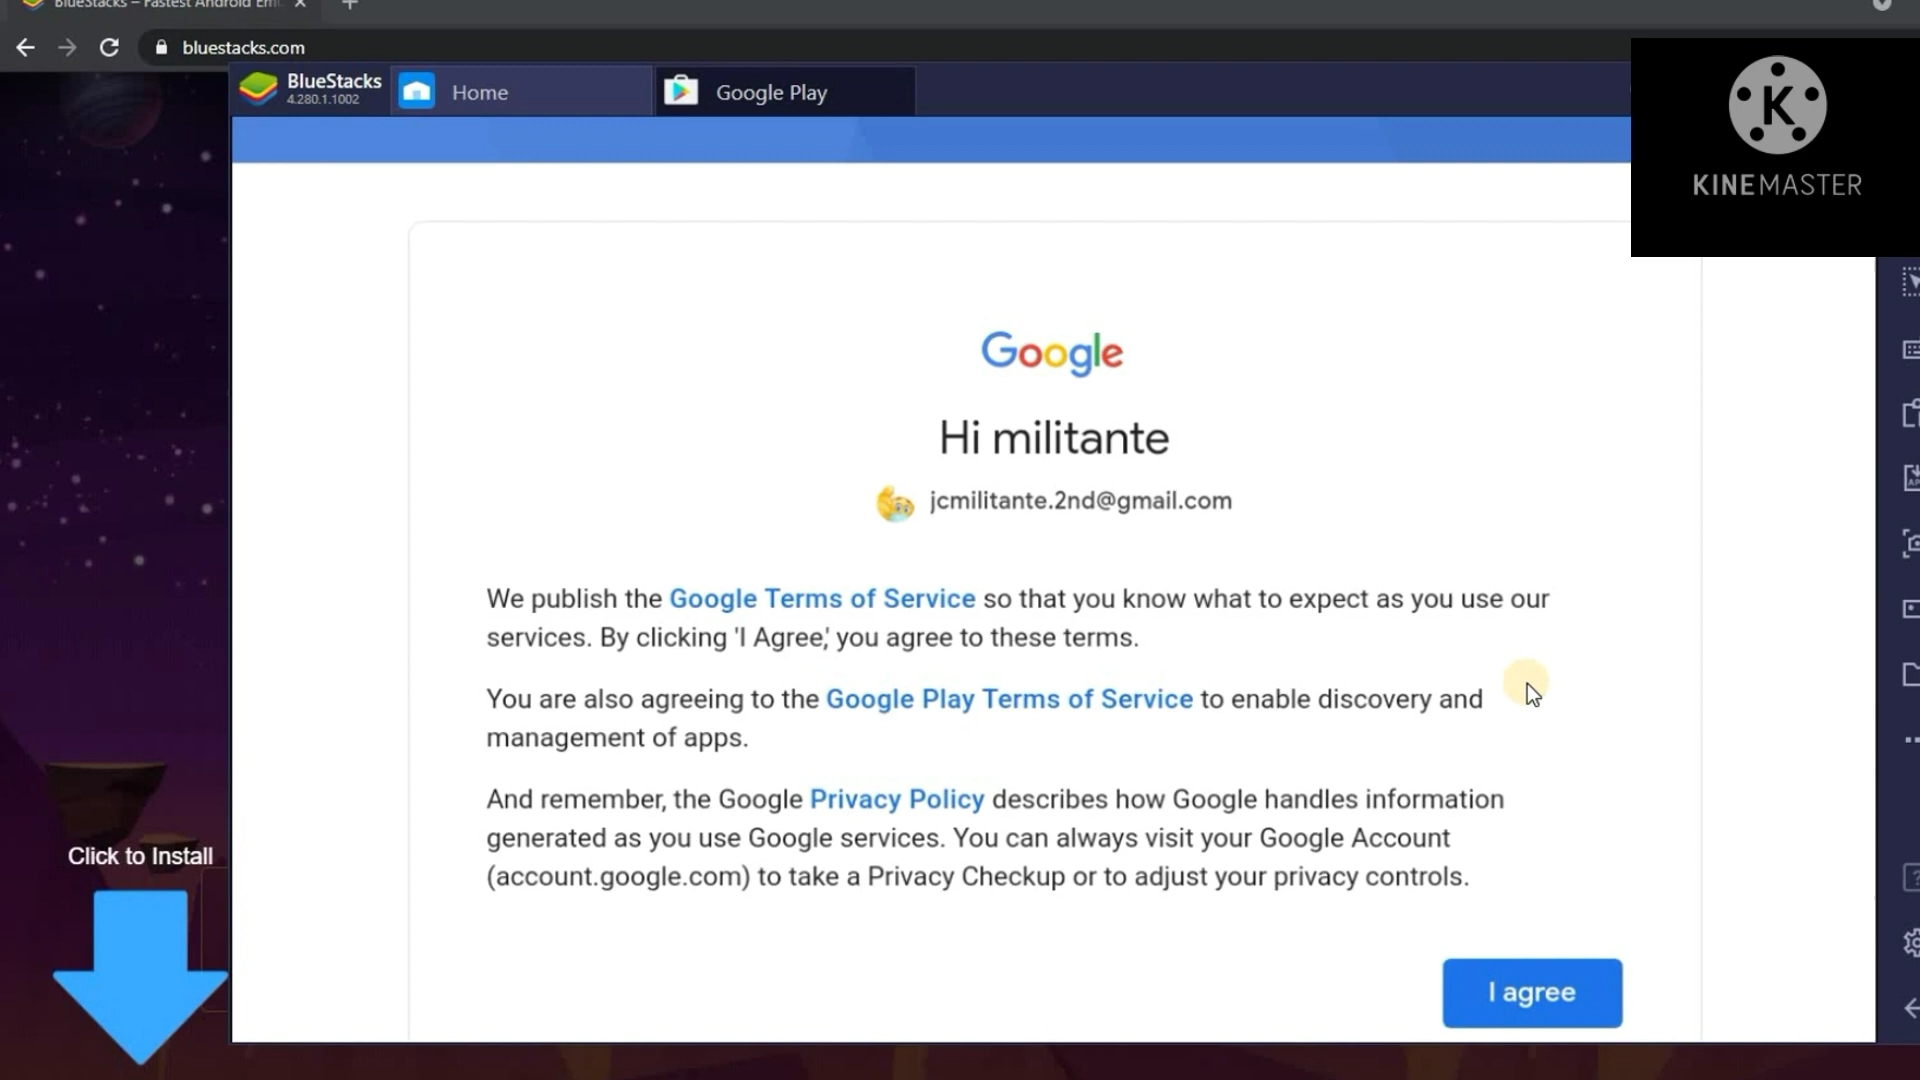 BlueStacks – Fastest Android Em
bluestacks.com
BlueStacks
4.280.1.1002
Home
Google Play
K
KINEMASTER
Google
Hi militante
jcmilitante.2nd@gmail.com
We publish the Google Terms of Service so that you know what to expect as you use our
services. By clicking 'I Agree,' you agree to these terms.
You are also agreeing to the Google Play Terms of Service to enable discovery and
management of apps.
And remember, the Google Privacy Policy describes how Google handles information
generated as you use Google services. You can always visit your Google Account
(account.google.com) to take a Privacy Checkup or to adjust your privacy controls.
Click to Install
I agree